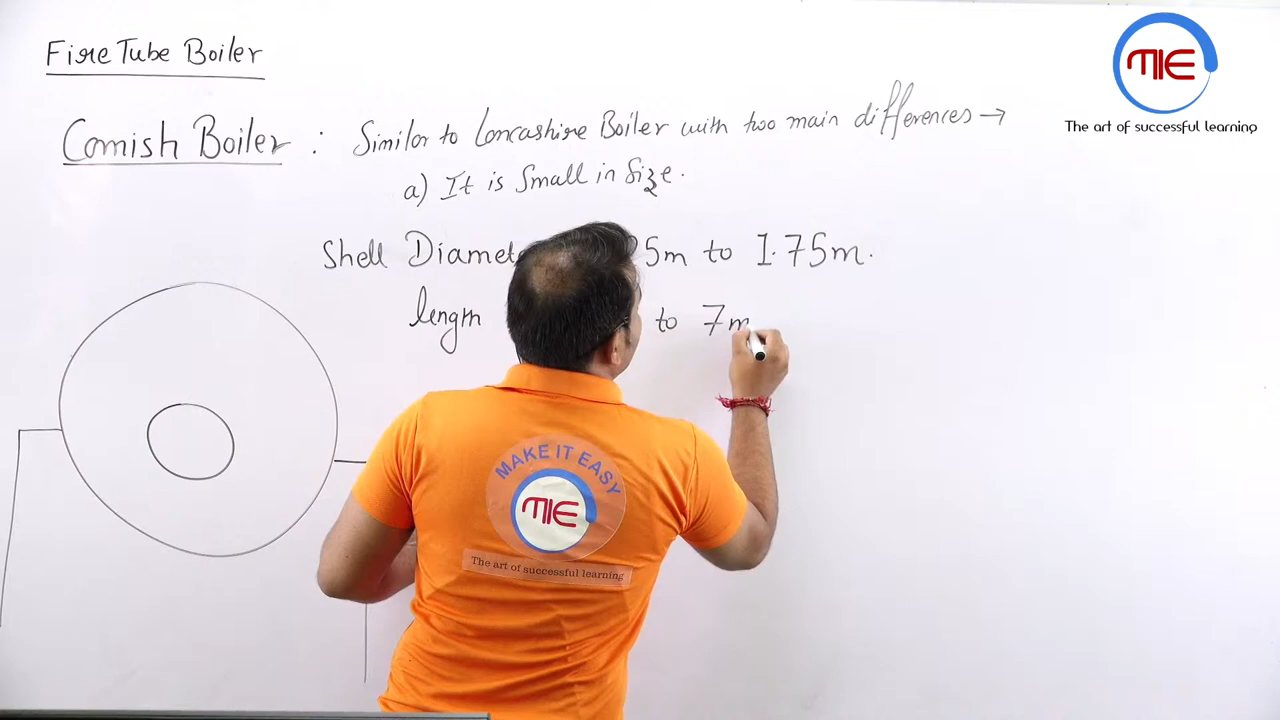 Fire Tube Boiler
MIE
The art of successful learning
Cornish Boiler : Similar to Loncashire Boiler with two main differences →
a) It is Small in Size.
Shell 5m to 1.75m.
length to 7m
MAKE IT EASY
MIE
The art of successful learning